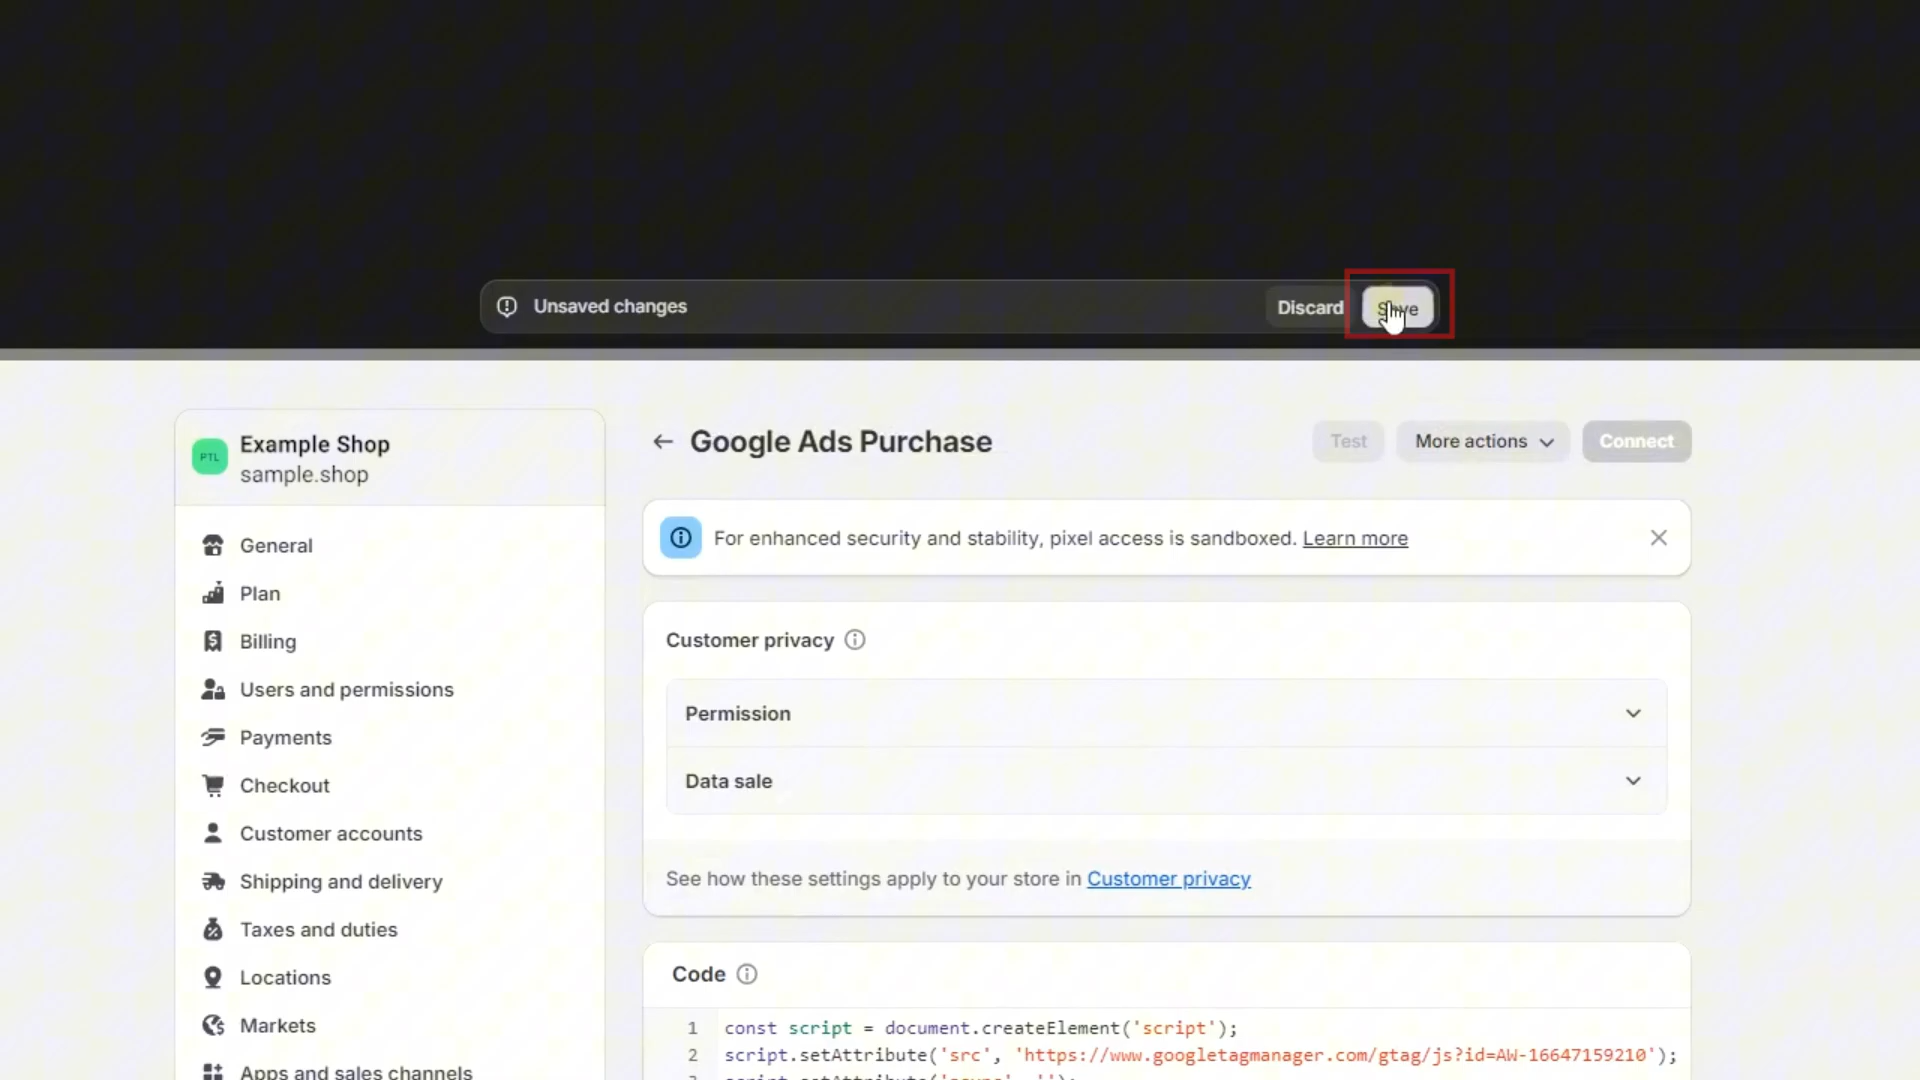 Unsaved changes
Discard
Save
PTL
Example Shop
sample.shop
General
Plan
Billing
Users and permissions
Payments
Checkout
Customer accounts
Shipping and delivery
Taxes and duties
Locations
Markets
Apps and sales channels
Google Ads Purchase
Test
More actions
Connect
For enhanced security and stability, pixel access is sandboxed. Learn more
Customer privacy
Permission
Data sale
See how these settings apply to your store in Customer privacy
Code
1 const script = document.createElement('script');
2 script.setAttribute('src', 'https://www.googletagmanager.com/gtag/js?id=AW-16647159210');